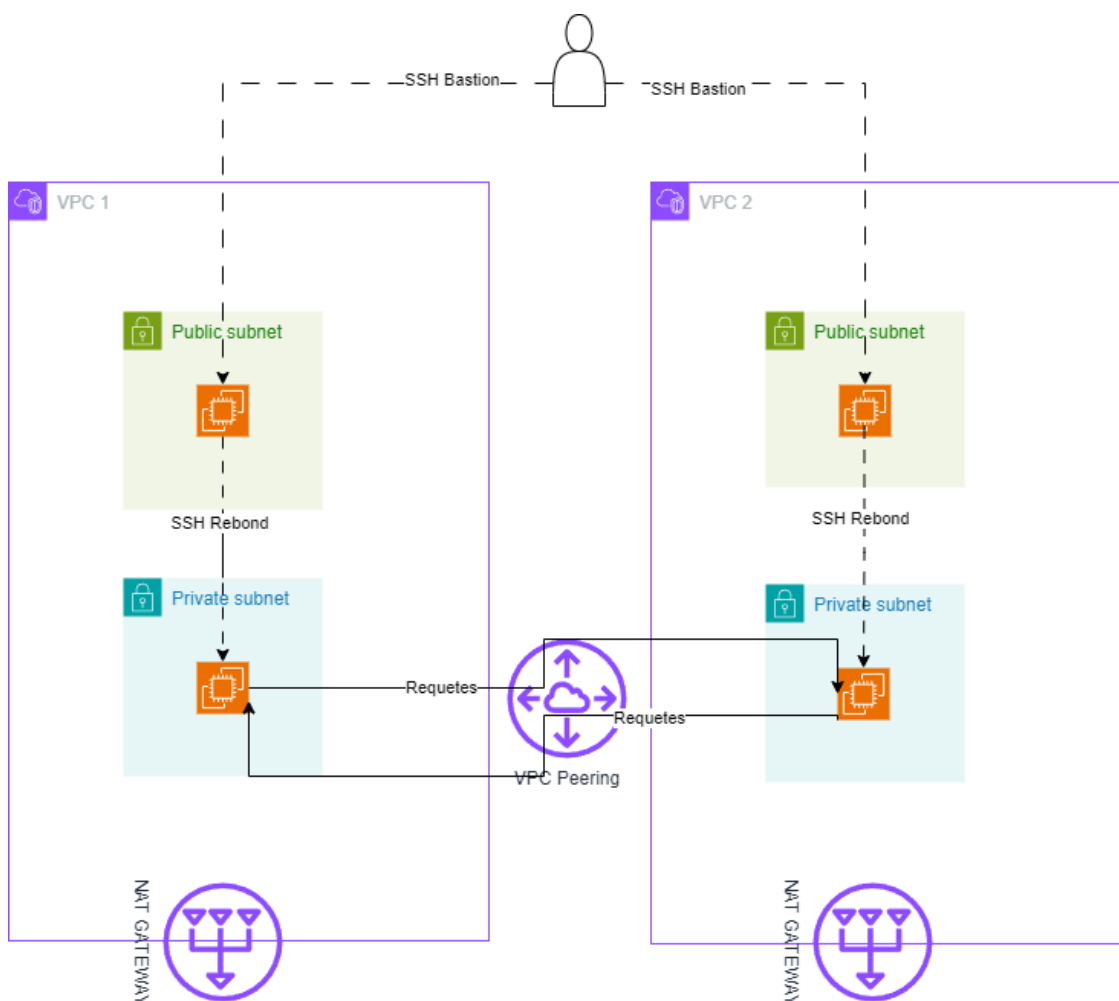 SSH Bastion
SSH Bastion
VPC 1
VPC 2
Public subnet
Public subnet
SSH Rebond
SSH Rebond
Private subnet
Private subnet
Requetes
Requetes
VPC Peering
NAT GATEWAY
NAT GATEWAY